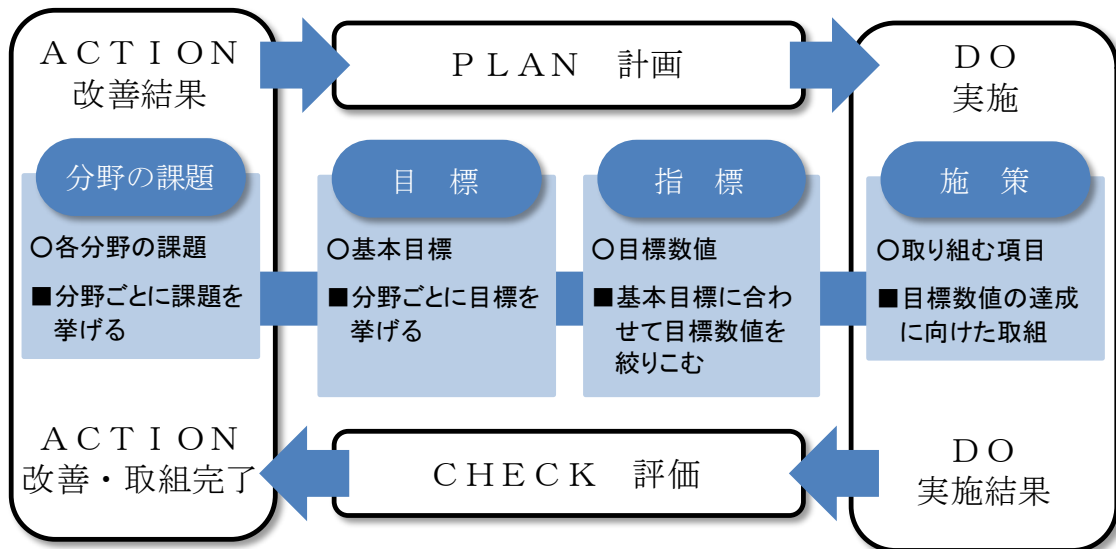 ＡＣＴＩＯＮ
改善結果
ＰＬＡＮ　計画
ＤＯ
実施
分野の課題
〇各分野の課題
■分野ごとに課題を
挙げる
目　標
〇基本目標
■分野ごとに目標を
挙げる
指　標
〇目標数値
■基本目標に合わ
せて目標数値を
絞りこむ
施　策
〇取り組む項目
■目標数値の達成
に向けた取組
ＡＣＴＩＯＮ
改善・取組完了
ＣＨＥＣＫ　評価
ＤＯ
実施結果